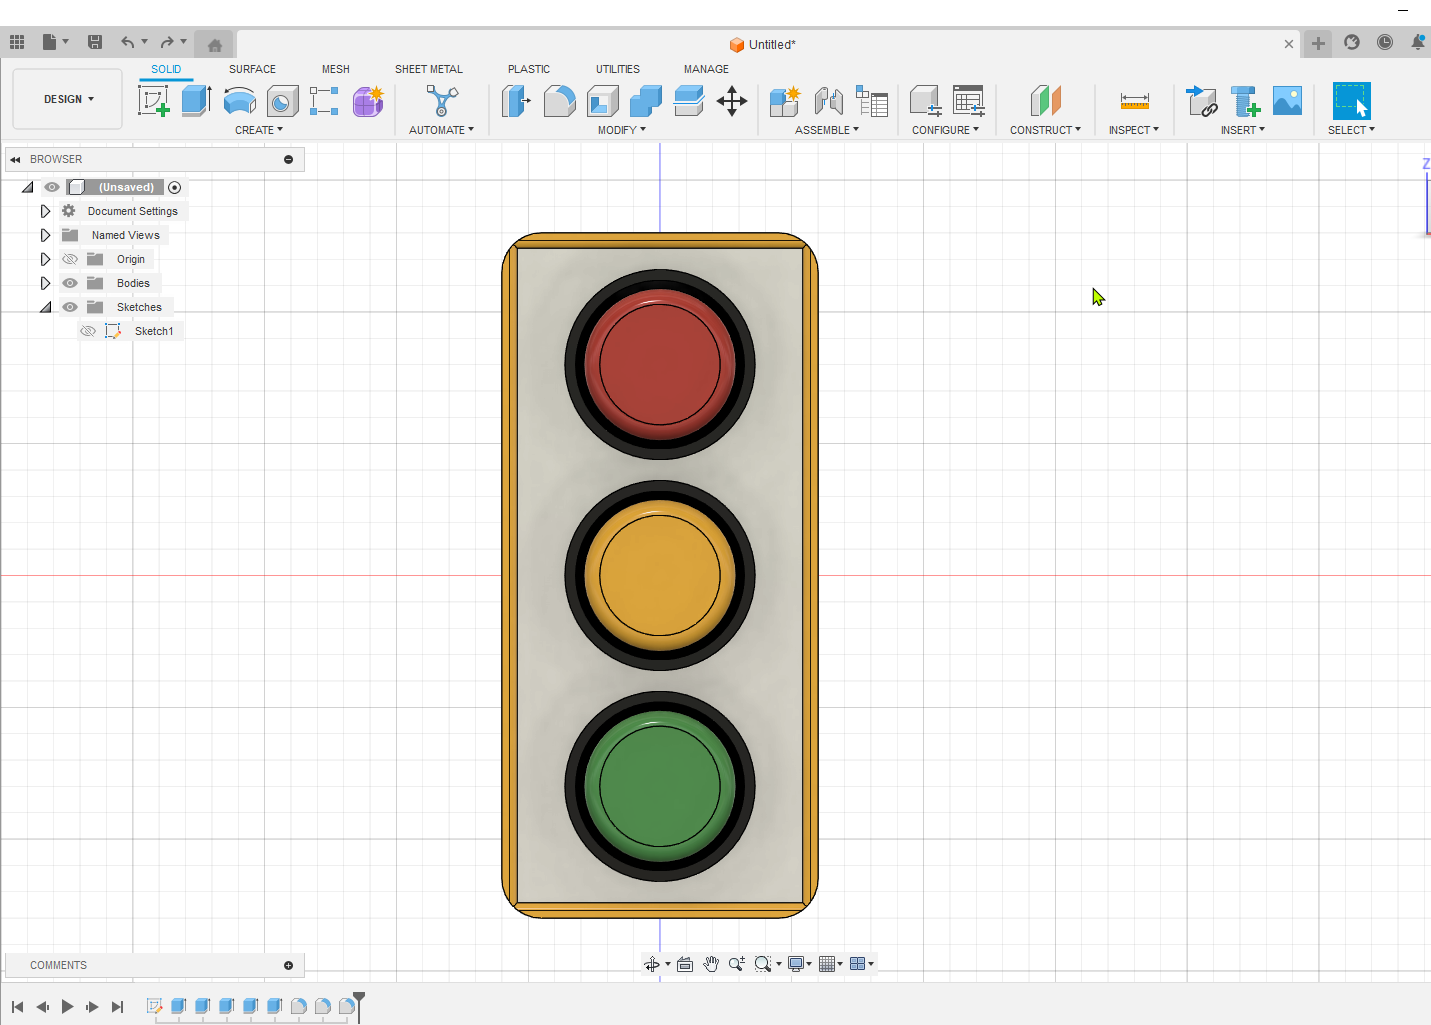 Untitled*
SOLID SURFACE MESH SHEET METAL PLASTIC UTILITIES MANAGE
DESIGN
CREATE AUTOMATE MODIFY ASSEMBLE CONFIGURE CONSTRUCT INSPECT INSERT SELECT
BROWSER
Z
(Unsaved)
Document Settings
Named Views
Origin
Bodies
Sketches
Sketch1
COMMENTS